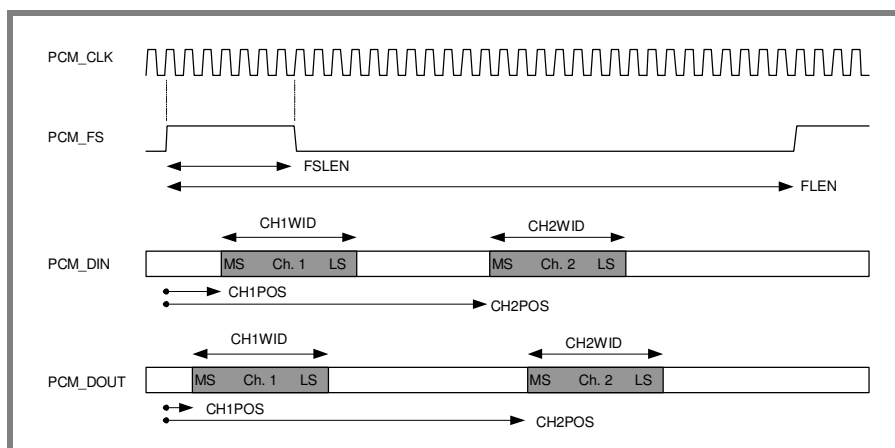 PCM_CLK
PCM_FS
FSLEN
FLEN
CH1WID CH2WID
PCM_DIN MS Ch. 1 LS MS Ch. 2 LS
CH1POS
CH2POS
CH1WID CH2WID
PCM_DOUT MS Ch. 1 LS MS Ch. 2 LS
CH1POS
CH2POS